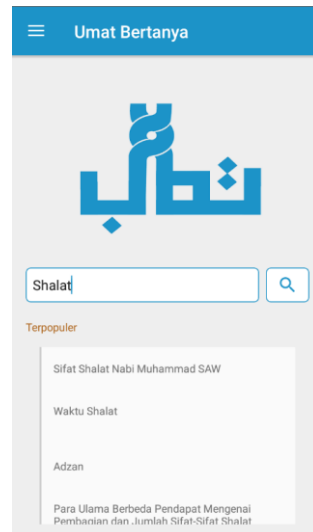 Umat Bertanya
Shalat
Terpopuler
Sifat Shalat Nabi Muhammad SAW
Waktu Shalat
Adzan
Para Ulama Berbeda Pendapat Mengenai
Pembagian dan Jumlah Sifat-Sifat Shalat